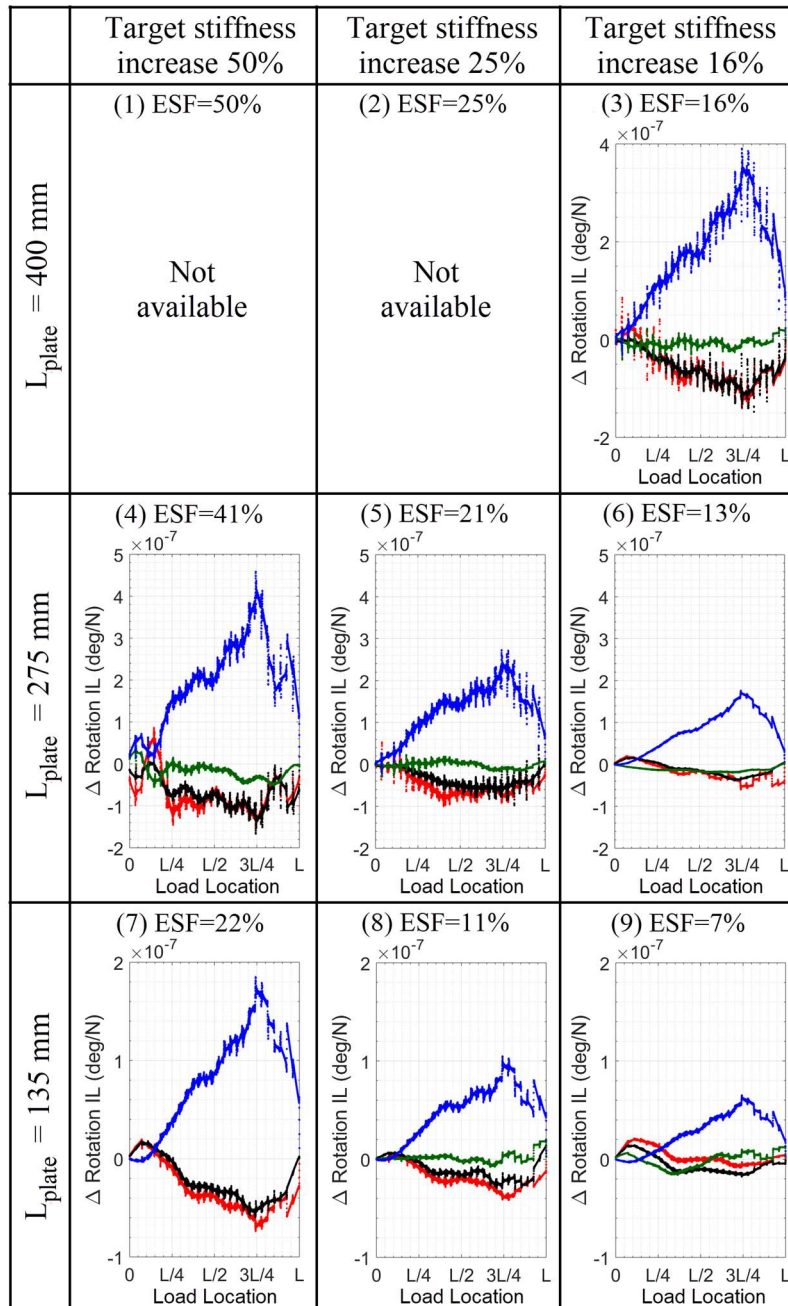 Target stiffness
increase 50%
Target stiffness
increase 25%
Target stiffness
increase 16%
L_plate = 400 mm
(1) ESF=50%
Not
available
(2) ESF=25%
Not
available
(3) ESF=16%
×10^-7
4
2
0
-2
Δ Rotation IL (deg/N)
0 L/4 L/2 3L/4 L
Load Location
L_plate = 275 mm
(4) ESF=41%
×10^-7
5
4
3
2
1
0
-1
-2
Δ Rotation IL (deg/N)
0 L/4 L/2 3L/4 L
Load Location
(5) ESF=21%
×10^-7
5
4
3
2
1
0
-1
-2
Δ Rotation IL (deg/N)
0 L/4 L/2 3L/4 L
Load Location
(6) ESF=13%
×10^-7
5
4
3
2
1
0
-1
-2
Δ Rotation IL (deg/N)
0 L/4 L/2 3L/4 L
Load Location
L_plate = 135 mm
(7) ESF=22%
×10^-7
2
1
0
-1
Δ Rotation IL (deg/N)
0 L/4 L/2 3L/4 L
Load Location
(8) ESF=11%
×10^-7
2
1
0
-1
Δ Rotation IL (deg/N)
0 L/4 L/2 3L/4 L
Load Location
(9) ESF=7%
×10^-7
2
1
0
-1
Δ Rotation IL (deg/N)
0 L/4 L/2 3L/4 L
Load Location